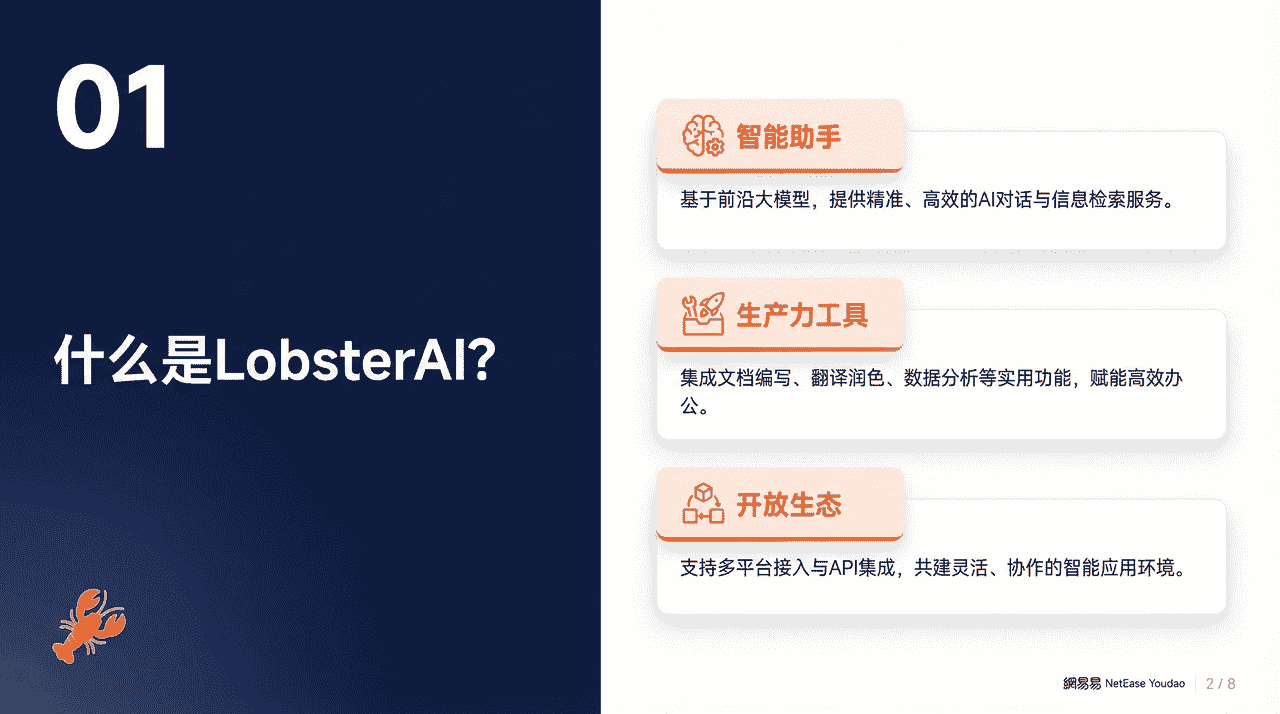 01
什么是LobsterAI?
智能助手
基于前沿大模型，提供精准、高效的AI对话与信息检索服务。
生产力工具
集成文档编写、翻译润色、数据分析等实用功能，赋能高效办
公。
开放生态
支持多平台接入与API集成，共建灵活、协作的智能应用环境。
網易易 NetEase Youdao
2 / 8